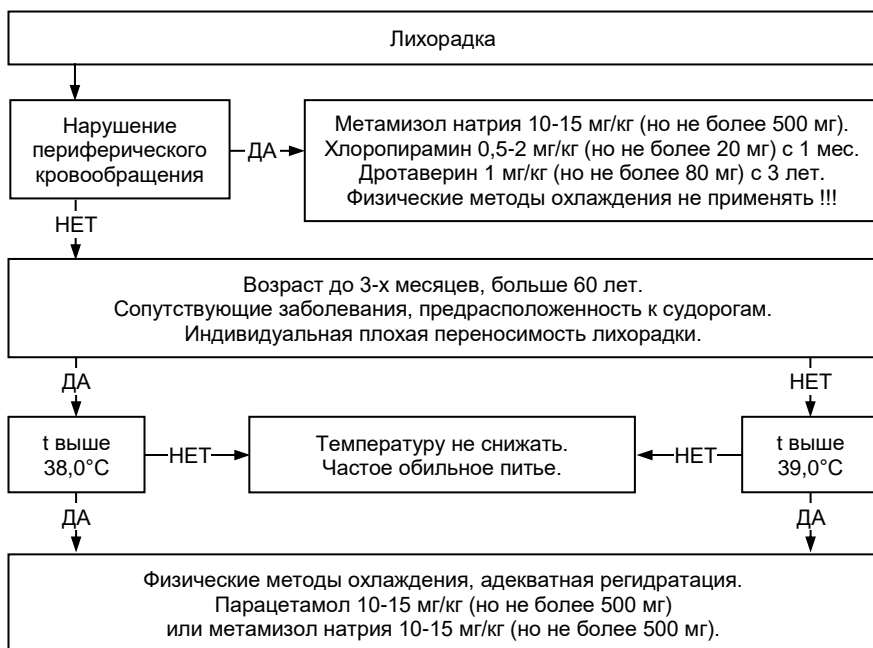 Лихорадка
Нарушение
периферического
кровообращения
ДА
Метамизол натрия 10-15 мг/кг (но не более 500 мг).
Хлоропирамин 0,5-2 мг/кг (но не более 20 мг) с 1 мес.
Дротаверин 1 мг/кг (но не более 80 мг) с 3 лет.
Физические методы охлаждения не применять !!!
НЕТ
Возраст до 3-х месяцев, больше 60 лет.
Сопутствующие заболевания, предрасположенность к судорогам.
Индивидуальная плохая переносимость лихорадки.
ДА
НЕТ
t выше
38,0°C
НЕТ
Температуру не снижать.
Частое обильное питье.
НЕТ
t выше
39,0°C
ДА
ДА
Физические методы охлаждения, адекватная регидратация.
Парацетамол 10-15 мг/кг (но не более 500 мг)
или метамизол натрия 10-15 мг/кг (но не более 500 мг).